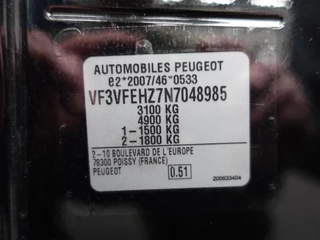 AUTOMOBILES PEUGEOT
e2*2007/46*0533
VF3VFEHZ7N7048985
3100 KG
4900 KG
1-1500 KG
2-1800 KG
2-10 BOULEVARD DE L'EUROPE
78300 POISSY (FRANCE)
PEUGEOT 0.51
200633404